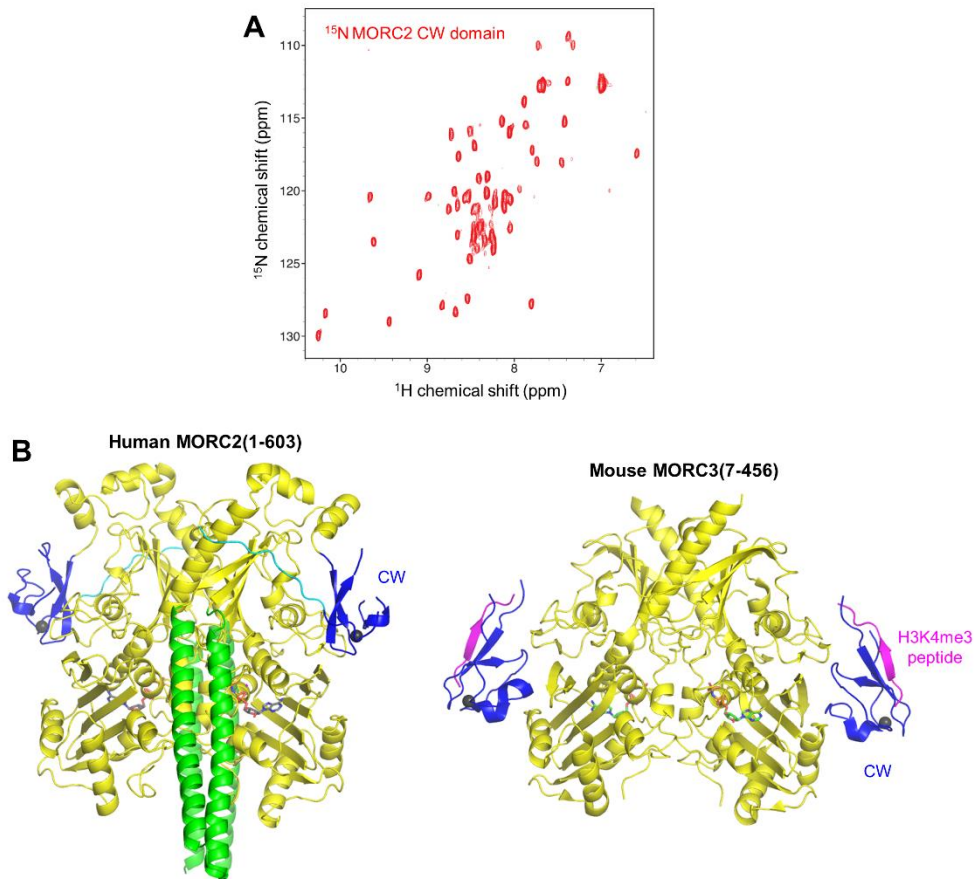 A
¹⁵N MORC2 CW domain
110
115
120
125
130
¹⁵N chemical shift (ppm)
10 9 8 7
¹H chemical shift (ppm)
B
Human MORC2(1-603)
Mouse MORC3(7-456)
CW
H3K4me3
peptide
CW